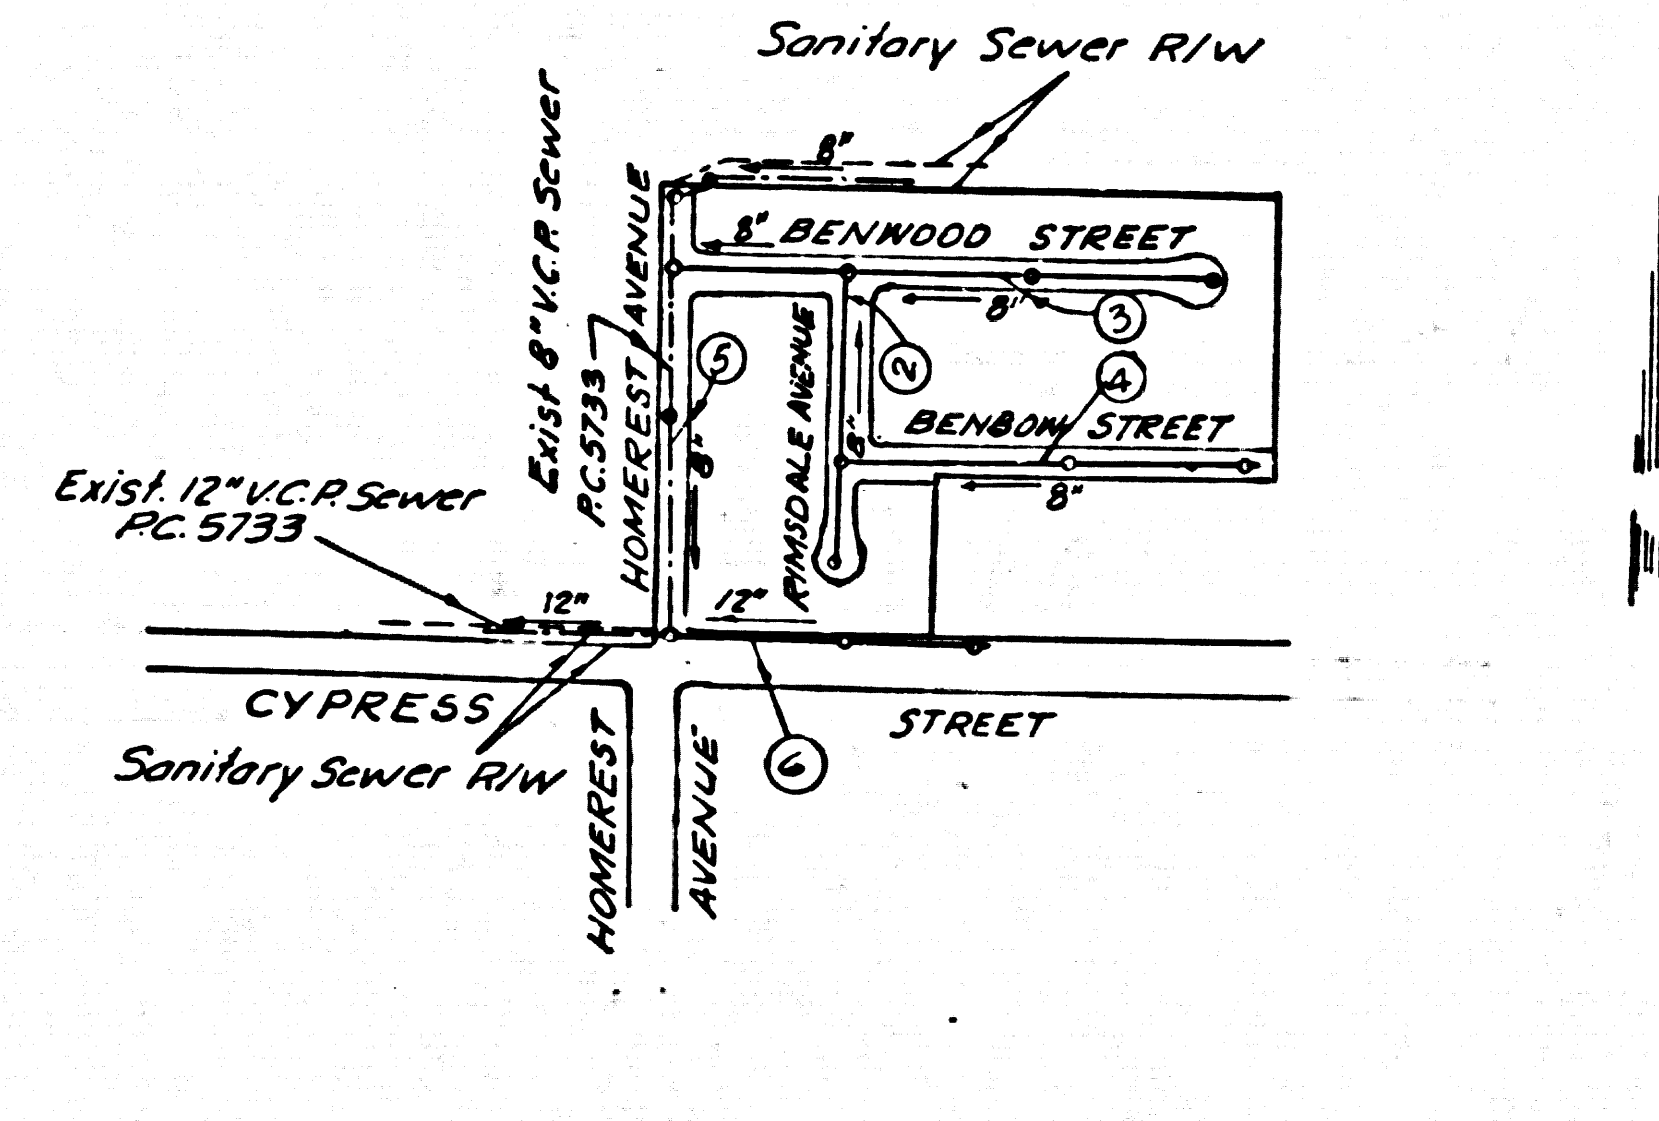 Sanitary Sewer R/W
Exist 8" V.C.P. Sewer
P.C. 5733
HOMEREST AVENUE
8"
8" BENWOOD STREET
8"
3
5
2
4
RIMSDALE AVENUE
8"
BENBOW STREET
8"
8"
Exist. 12" V.C.P. Sewer
P.C. 5733
12"
12"
CYPRESS STREET
Sanitary Sewer R/W
6
HOMEREST AVENUE